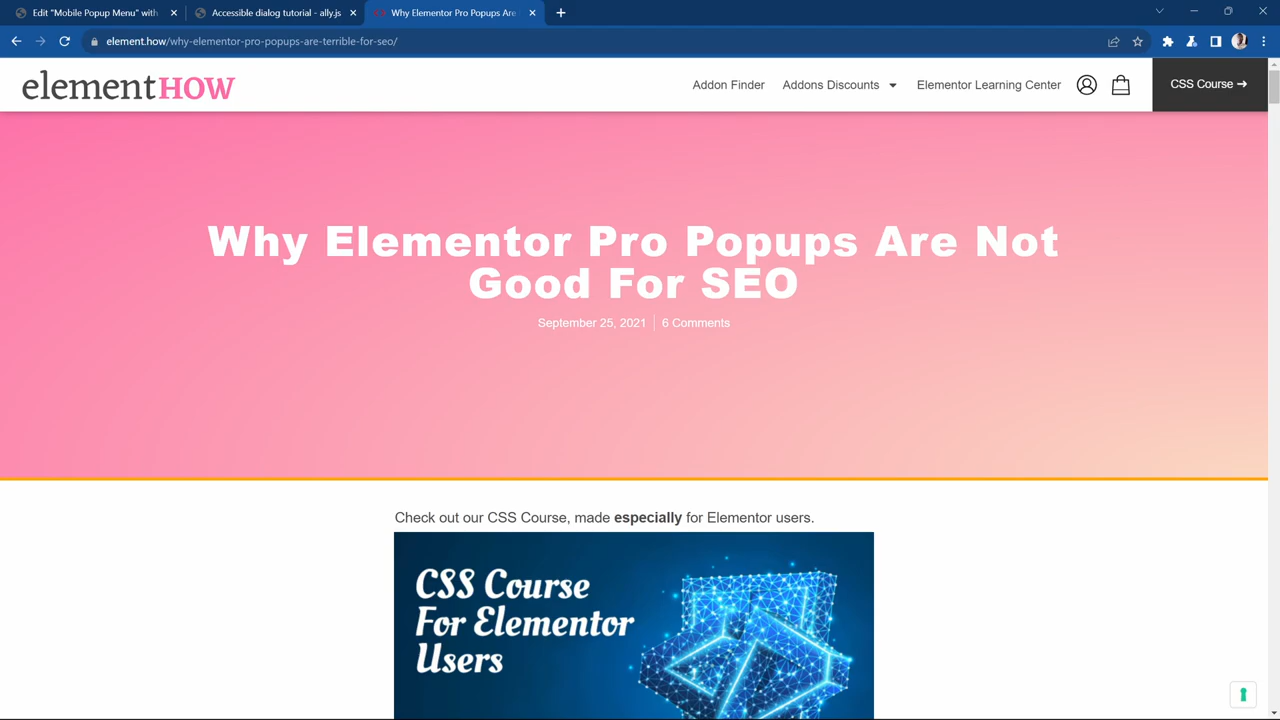 Edit "Mobile Popup Menu" with
Accessible dialog tutorial - ally.js
Why Elementor Pro Popups Are
element.how/why-elementor-pro-popups-are-terrible-for-seo/
elementHOW
Addon Finder
Addons Discounts
Elementor Learning Center
CSS Course →
Why Elementor Pro Popups Are Not
Good For SEO
September 25, 2021
6 Comments
Check out our CSS Course, made especially for Elementor users.
CSS Course
For Elementor
Users